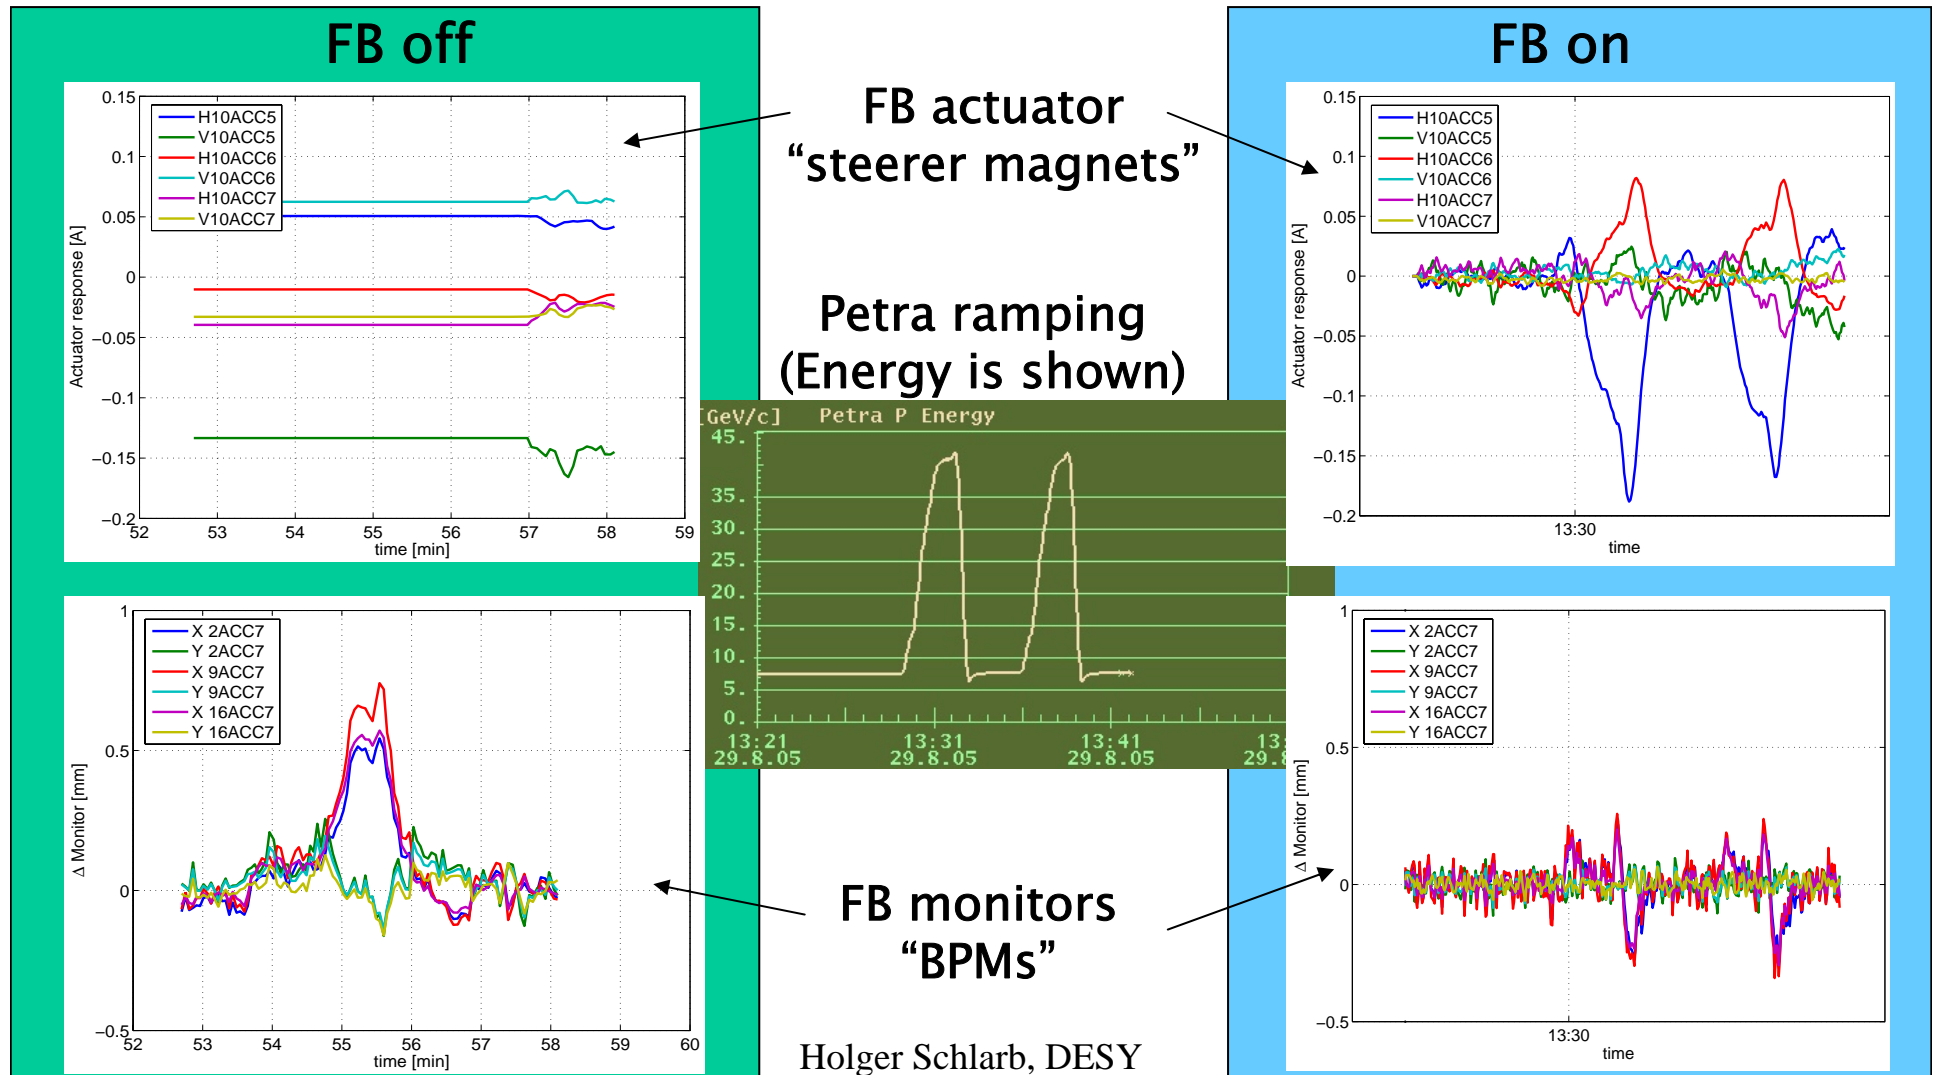 FB off
FB on
0.15
0.1
0.05
0
−0.05
−0.1
−0.15
−0.2
52
53
54
55
56
57
58
59
time [min]
Actuator response [A]
H10ACC5
V10ACC5
H10ACC6
V10ACC6
H10ACC7
V10ACC7
FB actuator
“steerer magnets”
Petra ramping
(Energy is shown)
0.15
0.1
0.05
0
−0.05
−0.1
−0.15
−0.2
13:30
time
Actuator response [A]
H10ACC5
V10ACC5
H10ACC6
V10ACC6
H10ACC7
V10ACC7
[GeV/c] Petra P Energy
45.
35.
30.
25.
20.
15.
10.
5.
0.
13:21
13:31
13:41
13:
29.8.05
29.8.05
29.8.05
29.8
1
0.5
0
−0.5
52
53
54
55
56
57
58
59
60
time [min]
Δ Monitor [mm]
X 2ACC7
Y 2ACC7
X 9ACC7
Y 9ACC7
X 16ACC7
Y 16ACC7
FB monitors
“BPMs”
1
0.5
0
−0.5
13:30
time
Δ Monitor [mm]
X 2ACC7
Y 2ACC7
X 9ACC7
Y 9ACC7
X 16ACC7
Y 16ACC7
Holger Schlarb, DESY